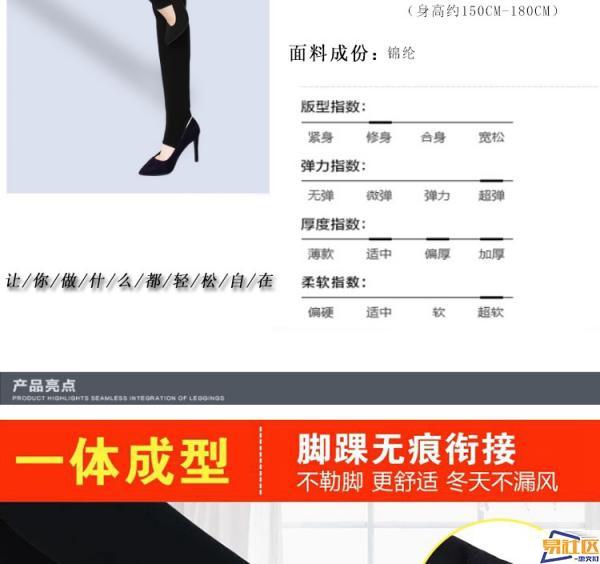 （身高约150CM-180CM）
面料成份：锦纶
版型指数：
紧身 修身 合身 宽松
弹力指数：
无弹 微弹 弹力 超弹
厚度指数：
薄款 适中 偏厚 加厚
柔软指数：
偏硬 适中 软 超软
让/你/做/什/么/都/轻/松/自/在
产品亮点
PRODUCT HIGHLIGHTS SEAMLESS INTEGRATION OF LEGGINGS
一体成型
脚踝无痕衔接
不勒脚 更舒适 冬天不漏风
易社区